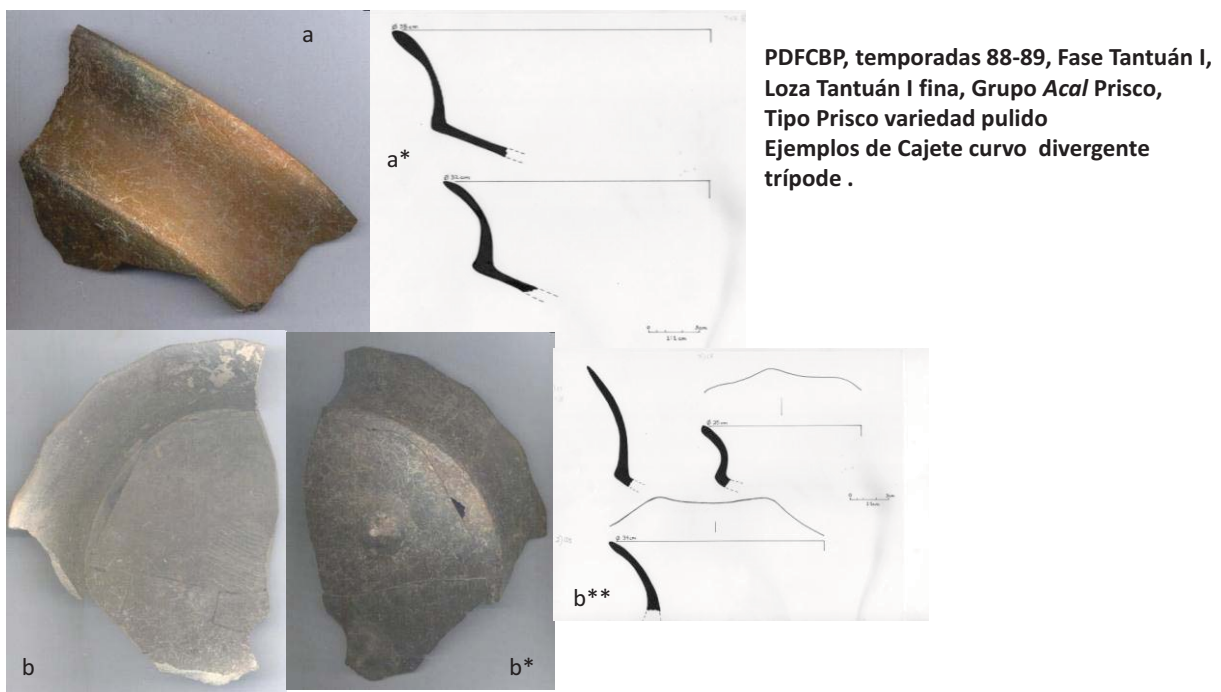 a
a*
Ø 32cm
PDFCBP, temporadas 88-89, Fase Tantuán I,
Loza Tantuán I fina, Grupo Acal Prisco,
Tipo Prisco variedad pulido
Ejemplos de Cajete curvo divergente
trípode .
b
b*
b**